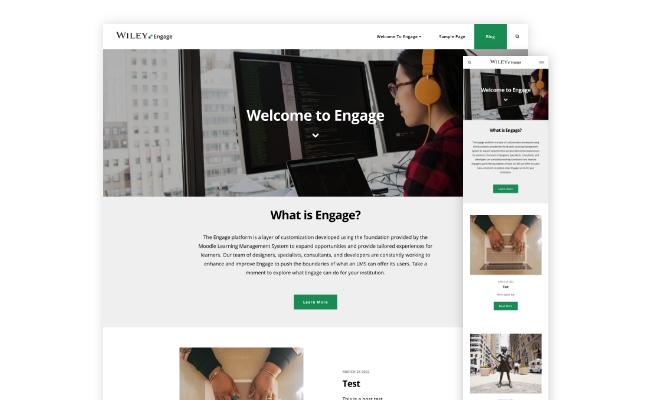 WILEY Engage
Welcome To Engage
Sample Page
Blog
Welcome to Engage
What is Engage?
The Engage platform is a layer of customization developed using the foundation provided by the
Moodle Learning Management System to expand opportunities and provide tailored experiences for
learners. Our team of designers, specialists, consultants, and developers are constantly working to
enhance and improve Engage to push the boundaries of what an LMS can offer its users. Take a
moment to explore what Engage can do for your institution.
Learn More
Test
This is a post test
WILEY Engage
Welcome to Engage
What is Engage?
Learn More
Test
Read More